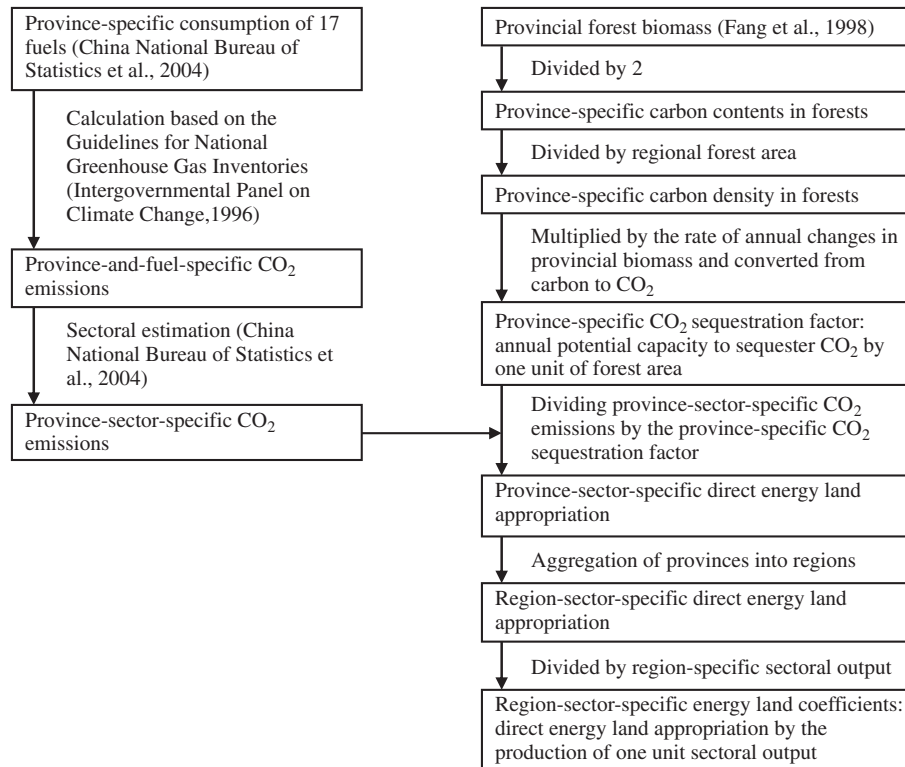 Province-specific consumption of 17
fuels (China National Bureau of
Statistics et al., 2004)
Calculation based on the
Guidelines for National
Greenhouse Gas Inventories
(Intergovernmental Panel on
Climate Change,1996)
Province-and-fuel-specific CO₂
emissions
Sectoral estimation (China
National Bureau of Statistics et
al., 2004)
Province-sector-specific CO₂
emissions
Provincial forest biomass (Fang et al., 1998)
Divided by 2
Province-specific carbon contents in forests
Divided by regional forest area
Province-specific carbon density in forests
Multiplied by the rate of annual changes in
provincial biomass and converted from
carbon to CO₂
Province-specific CO₂ sequestration factor:
annual potential capacity to sequester CO₂ by
one unit of forest area
Dividing province-sector-specific CO₂
emissions by the province-specific CO₂
sequestration factor
Province-sector-specific direct energy land
appropriation
Aggregation of provinces into regions
Region-sector-specific direct energy land
appropriation
Divided by region-specific sectoral output
Region-sector-specific energy land coefficients:
direct energy land appropriation by the
production of one unit sectoral output